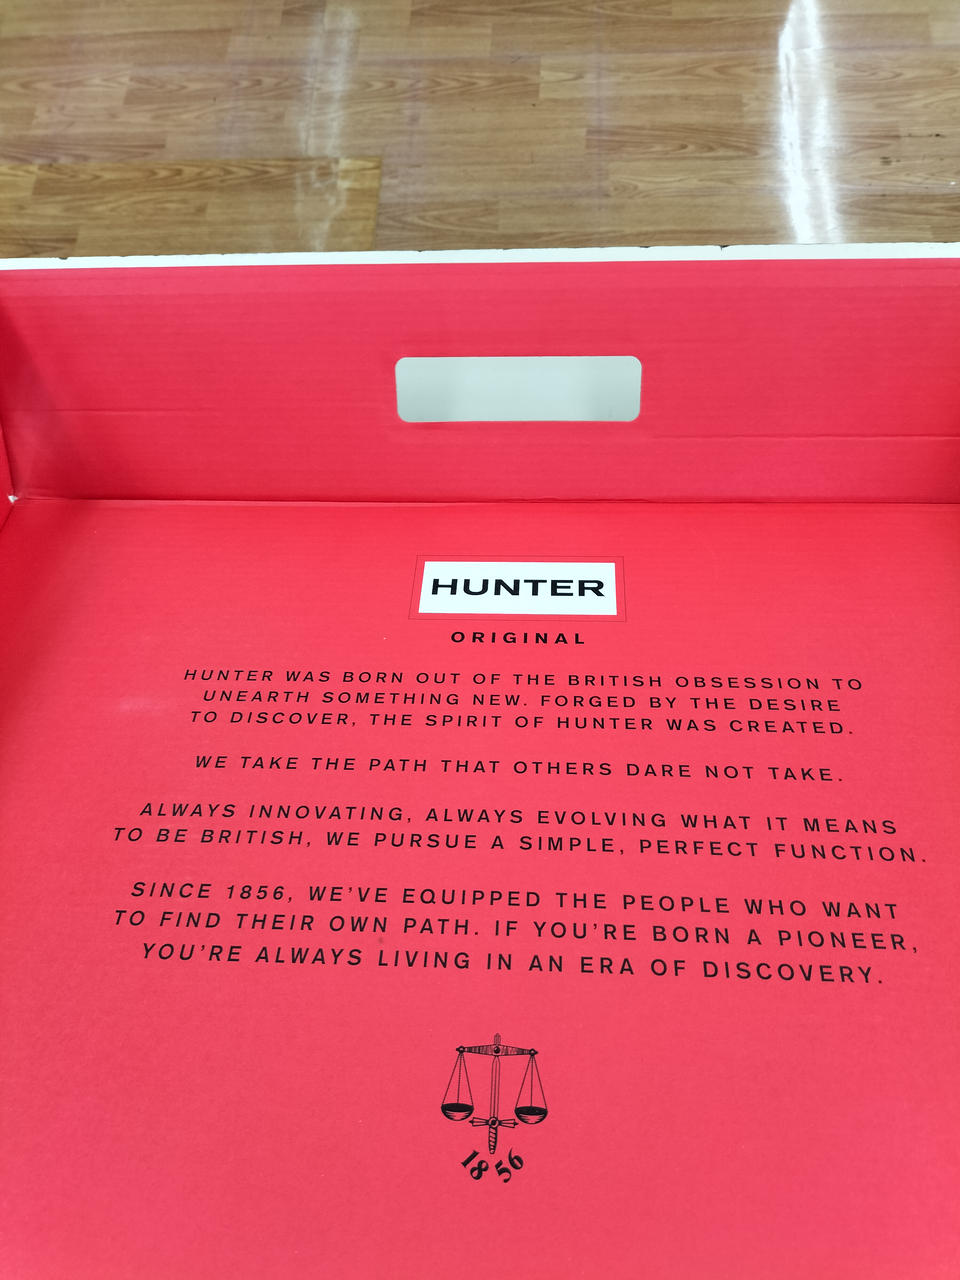 HUNTER
ORIGINAL
HUNTER WAS BORN OUT OF THE BRITISH OBSESSION TO
UNEARTH SOMETHING NEW. FORGED BY THE DESIRE
TO DISCOVER, THE SPIRIT OF HUNTER WAS CREATED.
WE TAKE THE PATH THAT OTHERS DARE NOT TAKE.
ALWAYS INNOVATING, ALWAYS EVOLVING WHAT IT MEANS
TO BE BRITISH, WE PURSUE A SIMPLE, PERFECT FUNCTION.
SINCE 1856, WE'VE EQUIPPED THE PEOPLE WHO WANT
TO FIND THEIR OWN PATH. IF YOU'RE BORN A PIONEER,
YOU'RE ALWAYS LIVING IN AN ERA OF DISCOVERY.
1856